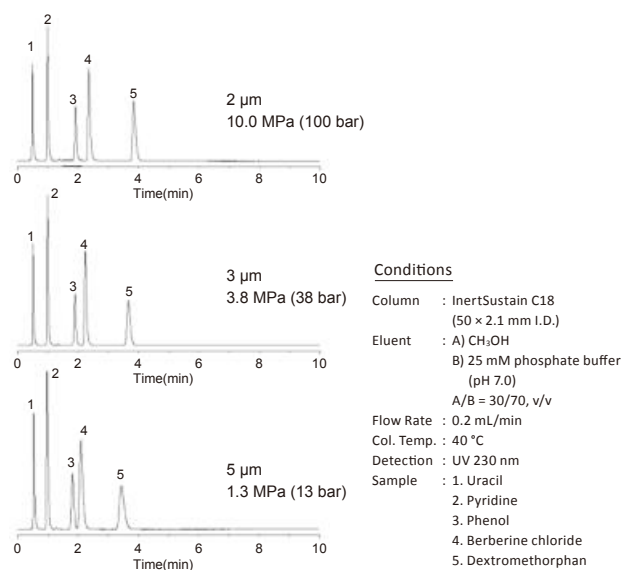 1
2
3
4
5
2 µm
10.0 MPa (100 bar)
0 2 4 6 8 10
Time(min)
1
2
3
4
5
3 µm
3.8 MPa (38 bar)
0 2 4 6 8 10
Time(min)
1
2
3
4
5
5 µm
1.3 MPa (13 bar)
0 2 4 6 8 10
Time(min)
Conditions
Column : InertSustain C18
(50 × 2.1 mm I.D.)
Eluent : A) CH₃OH
B) 25 mM phosphate buffer
(pH 7.0)
A/B = 30/70, v/v
Flow Rate : 0.2 mL/min
Col. Temp. : 40 °C
Detection : UV 230 nm
Sample : 1. Uracil
2. Pyridine
3. Phenol
4. Berberine chloride
5. Dextromethorphan